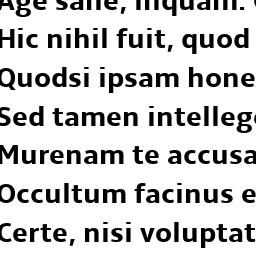 Age sane, inquam.
Hic nihil fuit, quod
Quodsi ipsam hone
Sed tamen intelleg
Murenam te accusa
Occultum facinus e
Certe, nisi voluptat